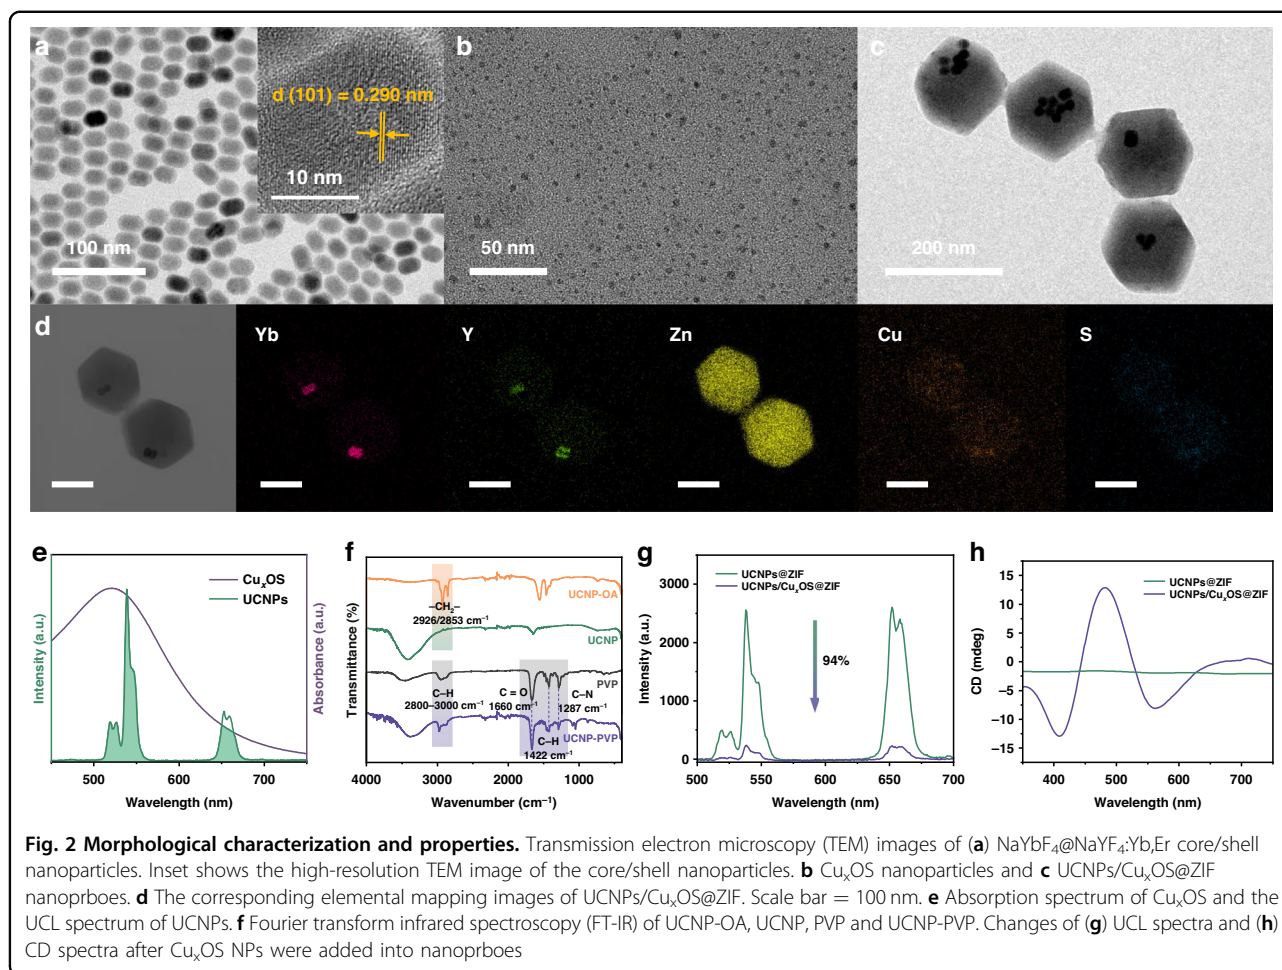 a
d (101) = 0.290 nm
10 nm
100 nm
b
50 nm
c
200 nm
d
Yb
Y
Zn
Cu
S
e
CuₓOS
UCNPs
Intensity (a.u.)
Absorbance (a.u.)
500 600 700
Wavelength (nm)
f
–CH₂–
2926/2853 cm⁻¹
UCNP-OA
UCNP
C–H
2800–3000 cm⁻¹
C = O
1660 cm⁻¹
PVP
C–N
1287 cm⁻¹
C–H
1422 cm⁻¹
UCNP-PVP
Transmittance (%)
4000 3000 2000 1000
Wavenumber (cm⁻¹)
g
UCNPs@ZIF
UCNPs/CuₓOS@ZIF
94%
Intensity (a.u.)
3000
2500
2000
1000
500
0
500 550 600 650 700
Wavelength (nm)
h
UCNPs@ZIF
UCNPs/CuₓOS@ZIF
CD (mdeg)
15
10
5
0
−5
−10
−15
400 500 600 700
Wavelength (nm)
Fig. 2 Morphological characterization and properties. Transmission electron microscopy (TEM) images of (a) NaYbF₄@NaYF₄:Yb,Er core/shell
nanoparticles. Inset shows the high-resolution TEM image of the core/shell nanoparticles. b CuₓOS nanoparticles and c UCNPs/CuₓOS@ZIF
nanoprboes. d The corresponding elemental mapping images of UCNPs/CuₓOS@ZIF. Scale bar = 100 nm. e Absorption spectrum of CuₓOS and the
UCL spectrum of UCNPs. f Fourier transform infrared spectroscopy (FT-IR) of UCNP-OA, UCNP, PVP and UCNP-PVP. Changes of (g) UCL spectra and (h)
CD spectra after CuₓOS NPs were added into nanoprboes